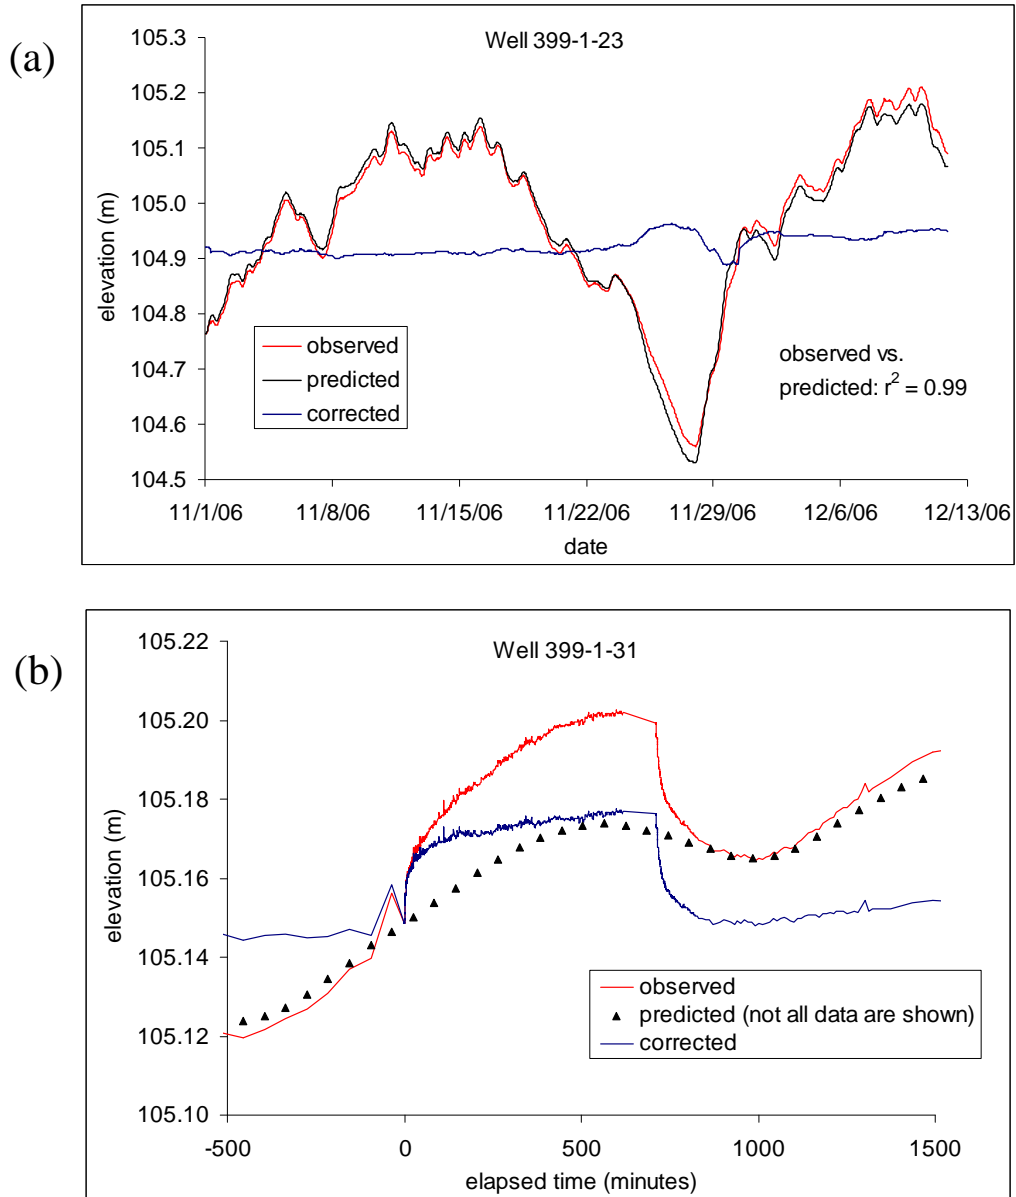 (a)
Well 399-1-23
105.3
105.2
105.1
105.0
104.9
104.8
104.7
104.6
104.5
elevation (m)
observed
predicted
corrected
observed vs.
predicted: r² = 0.99
11/1/06 11/8/06 11/15/06 11/22/06 11/29/06 12/6/06 12/13/06
date
(b)
Well 399-1-31
105.22
105.20
105.18
105.16
105.14
105.12
105.10
elevation (m)
observed
predicted (not all data are shown)
corrected
-500 0 500 1000 1500
elapsed time (minutes)